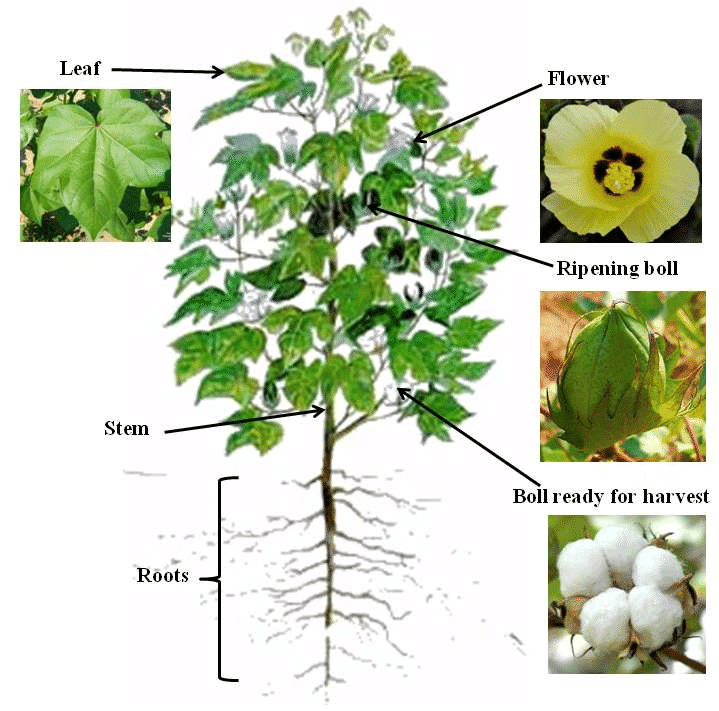 Leaf
Flower
Ripening boll
Stem
Boll ready for harvest
Roots